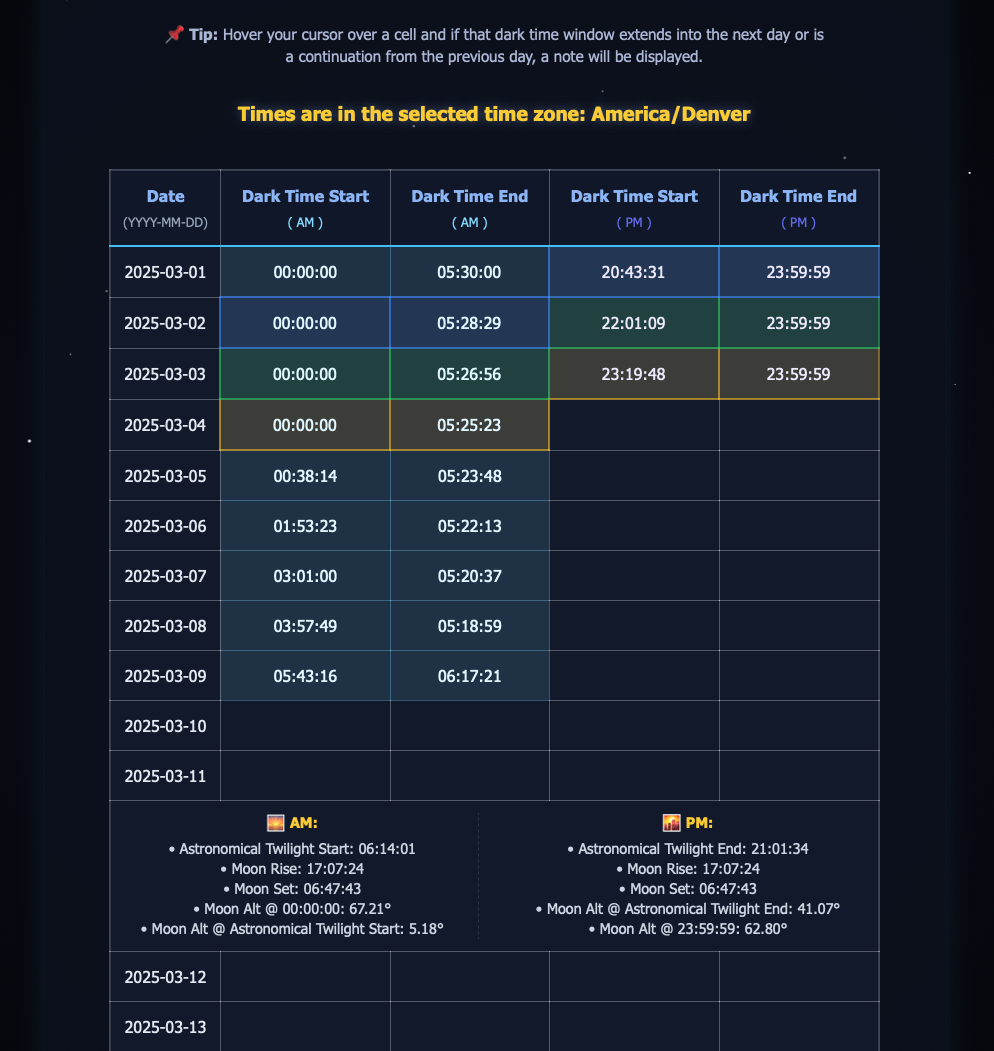 📌 Tip: Hover your cursor over a cell and if that dark time window extends into the next day or is
a continuation from the previous day, a note will be displayed.
Times are in the selected time zone: America/Denver
Date Dark Time Start Dark Time End Dark Time Start Dark Time End
(YYYY-MM-DD) ( AM ) ( AM ) ( PM ) ( PM )
2025-03-01 00:00:00 05:30:00 20:43:31 23:59:59
2025-03-02 00:00:00 05:28:29 22:01:09 23:59:59
2025-03-03 00:00:00 05:26:56 23:19:48 23:59:59
2025-03-04 00:00:00 05:25:23
2025-03-05 00:38:14 05:23:48
2025-03-06 01:53:23 05:22:13
2025-03-07 03:01:00 05:20:37
2025-03-08 03:57:49 05:18:59
2025-03-09 05:43:16 06:17:21
2025-03-10
2025-03-11
🌅 AM:
• Astronomical Twilight Start: 06:14:01
• Moon Rise: 17:07:24
• Moon Set: 06:47:43
• Moon Alt @ 00:00:00: 67.21°
• Moon Alt @ Astronomical Twilight Start: 5.18°
🌇 PM:
• Astronomical Twilight End: 21:01:34
• Moon Rise: 17:07:24
• Moon Set: 06:47:43
• Moon Alt @ Astronomical Twilight End: 41.07°
• Moon Alt @ 23:59:59: 62.80°
2025-03-12
2025-03-13